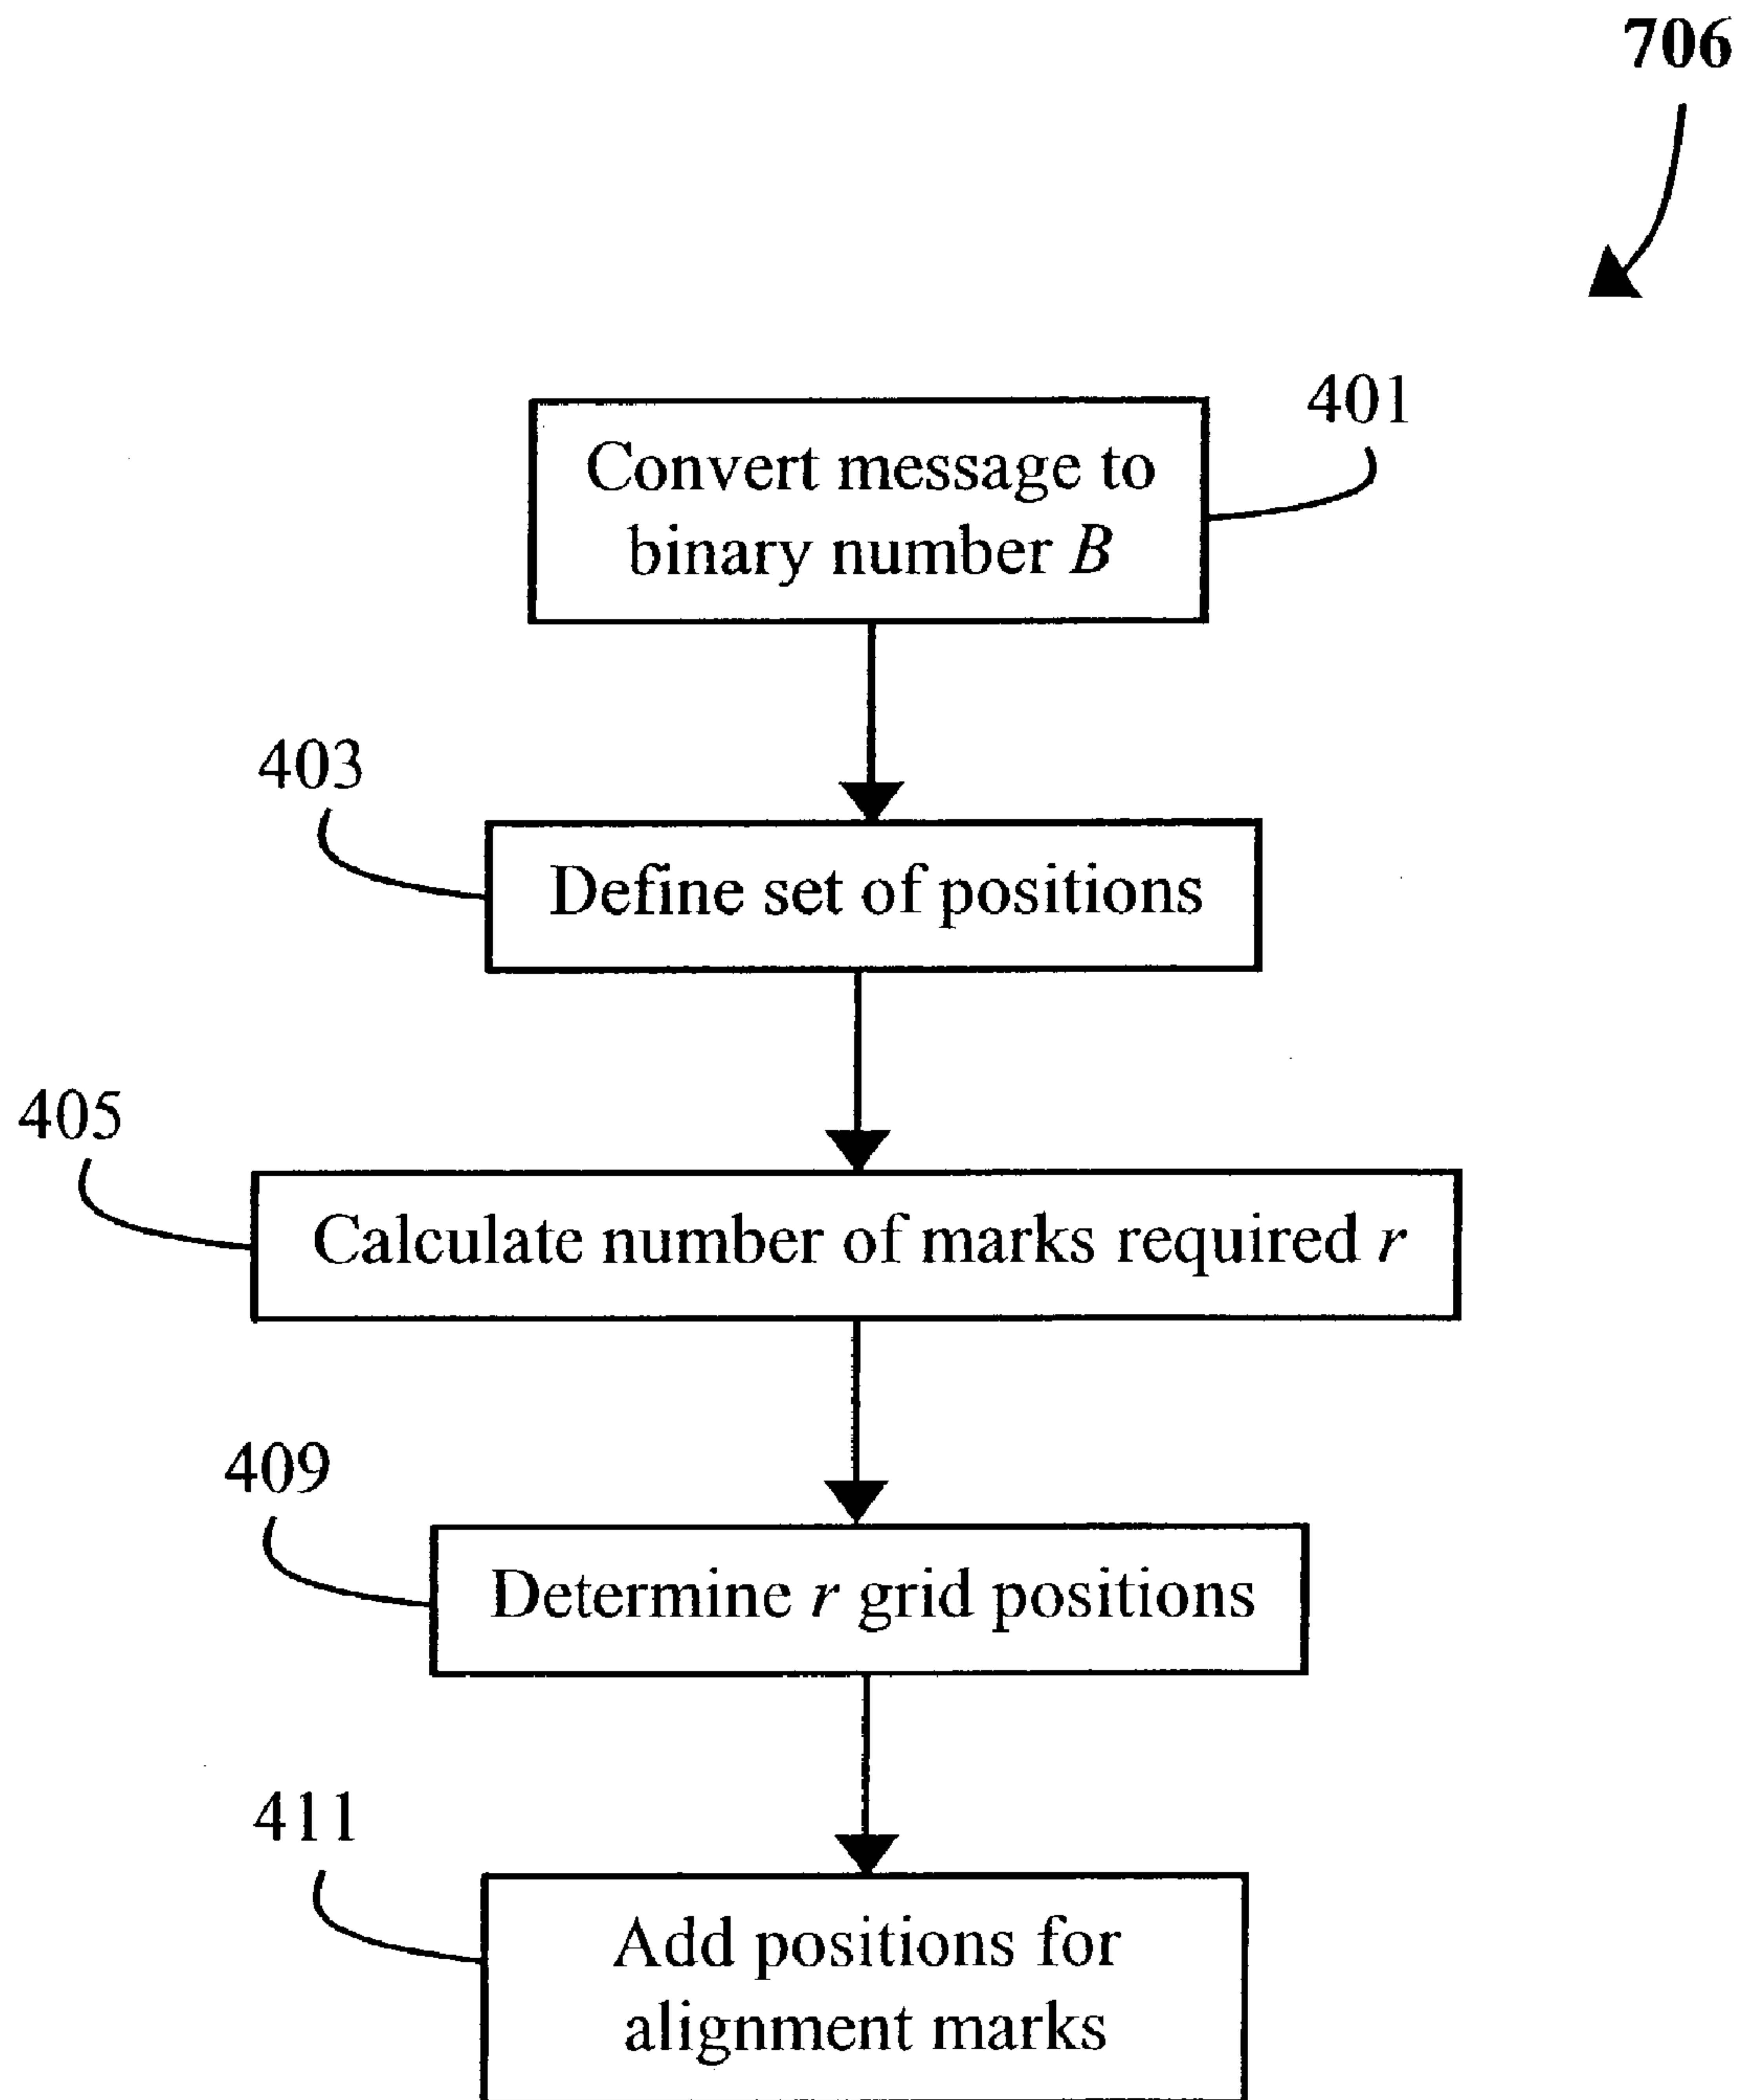 706
401
Convert message to
binary number B
403
Define set of positions
405
Calculate number of marks required r
409
Determine r grid positions
411
Add positions for
alignment marks